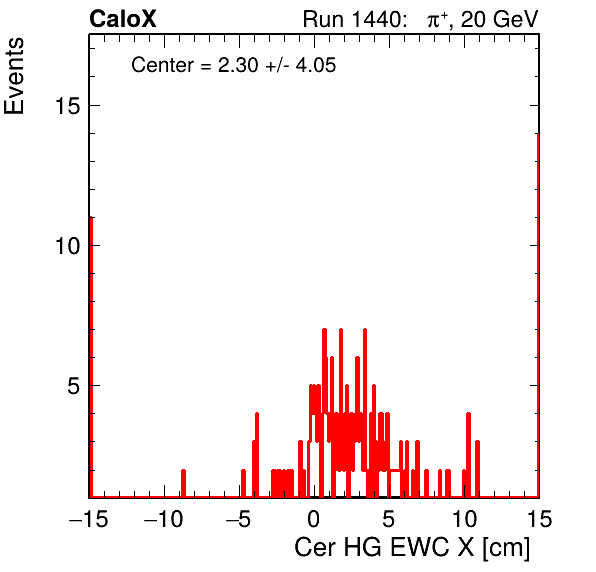 CaloX
Run 1440: π⁺, 20 GeV
Center = 2.30 +/- 4.05
Events
15
10
5
−15 −10 −5 0 5 10 15
Cer HG EWC X [cm]